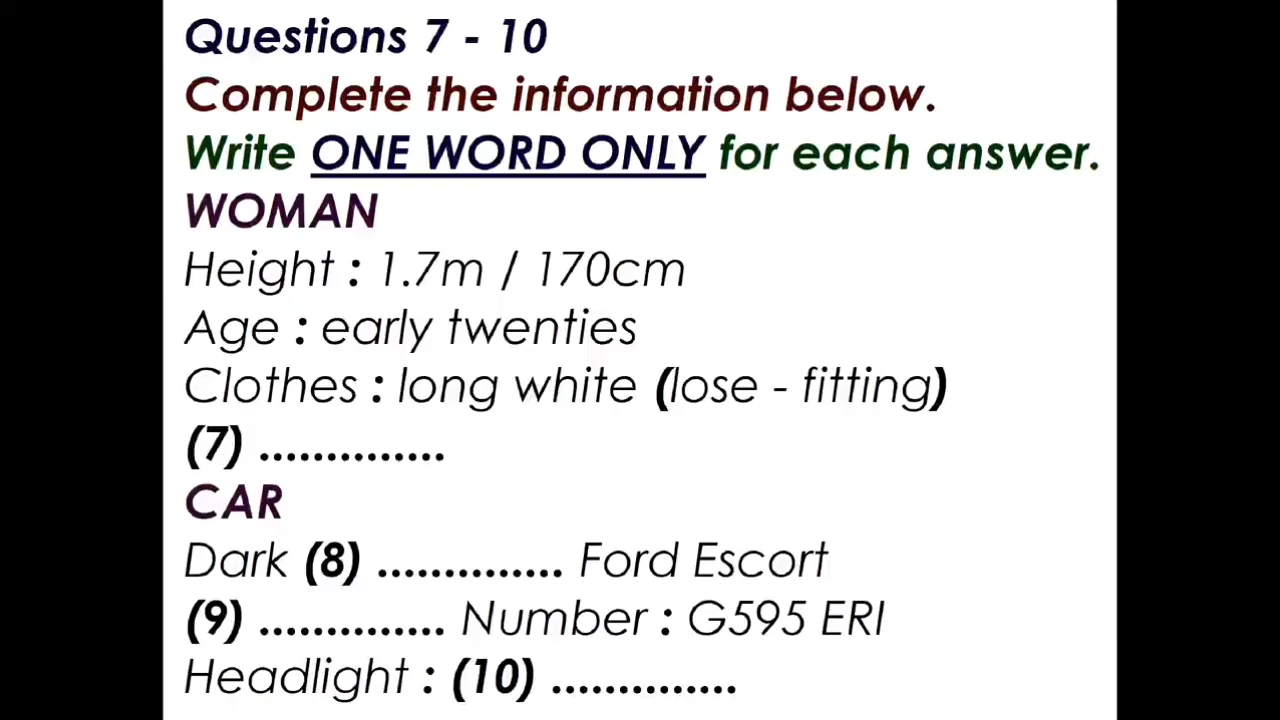 Questions 7 - 10
Complete the information below.
Write ONE WORD ONLY for each answer.
WOMAN
Height : 1.7m / 170cm
Age : early twenties
Clothes : long white (lose - fitting)
(7) ..............
CAR
Dark (8) .............. Ford Escort
(9) .............. Number : G595 ERI
Headlight : (10) ..............